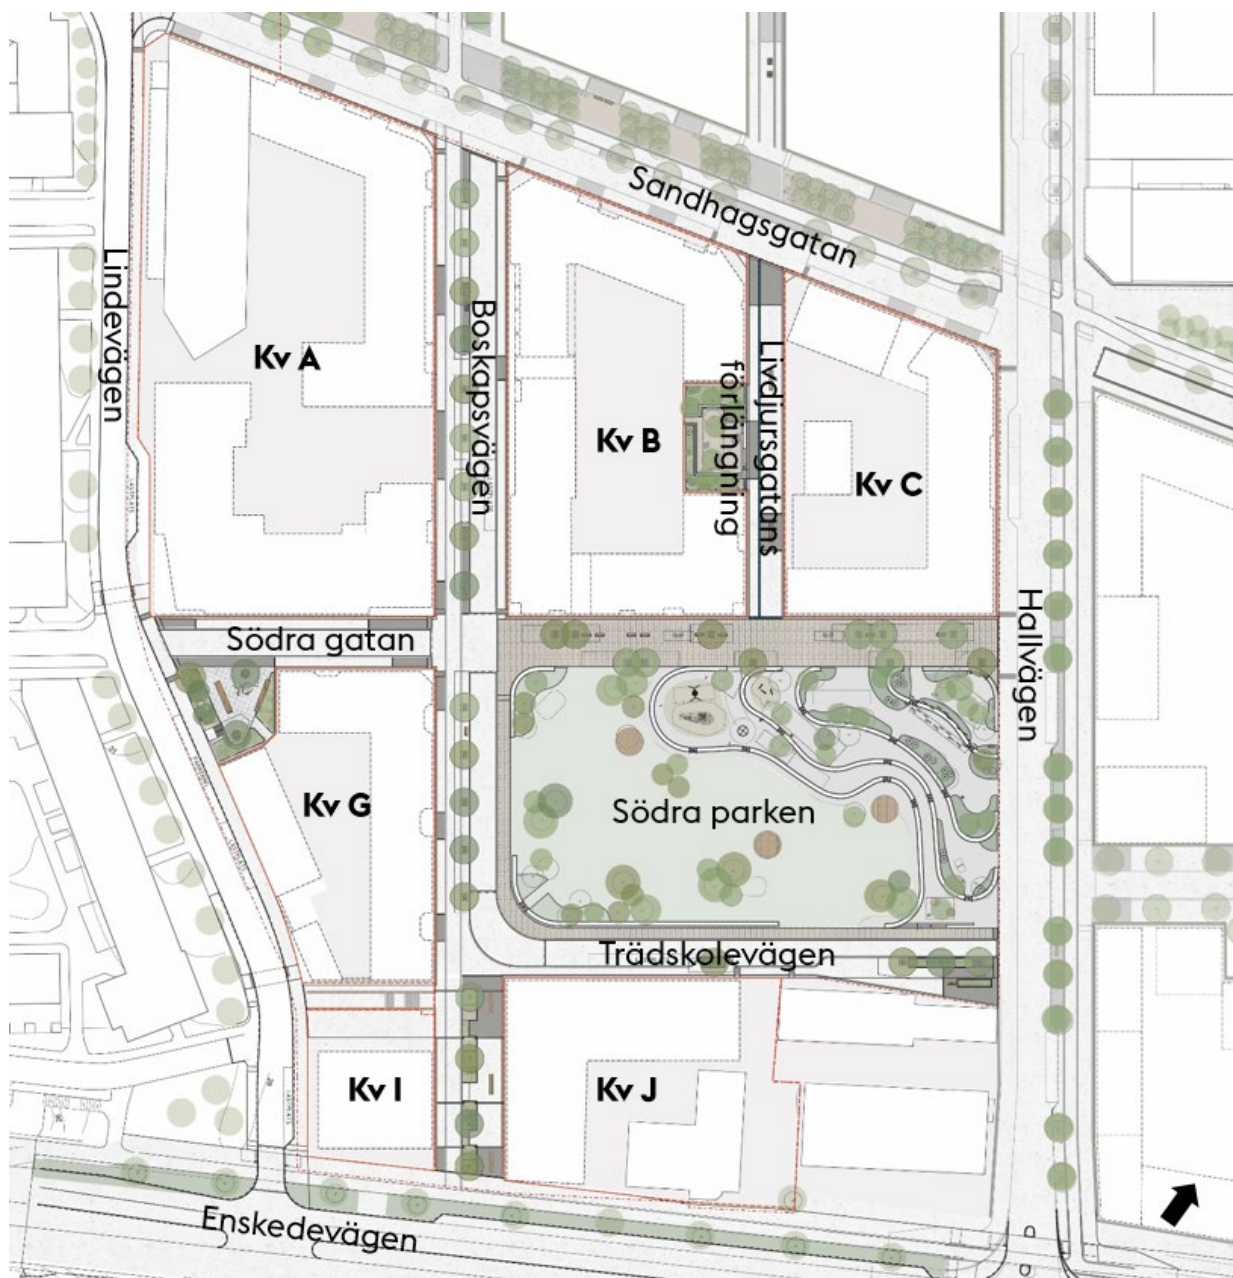 Sandhagsgatan
Lindevägen
Boskapsvägen
Livdjursgatans
förlängning
Kv A
Kv B
Kv C
Södra gatan
Hallvägen
Kv G
Södra parken
Trädskolevägen
Kv I
Kv J
Enskedevägen